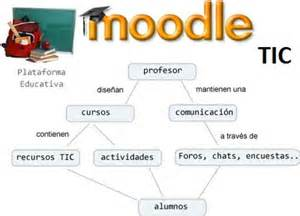 moodle
TIC
Plataforma
Educativa
profesor
diseñan
mantienen una
cursos
comunicación
contienen
a través de
recursos TIC
actividades
Foros, chats, encuestas..
alumnos